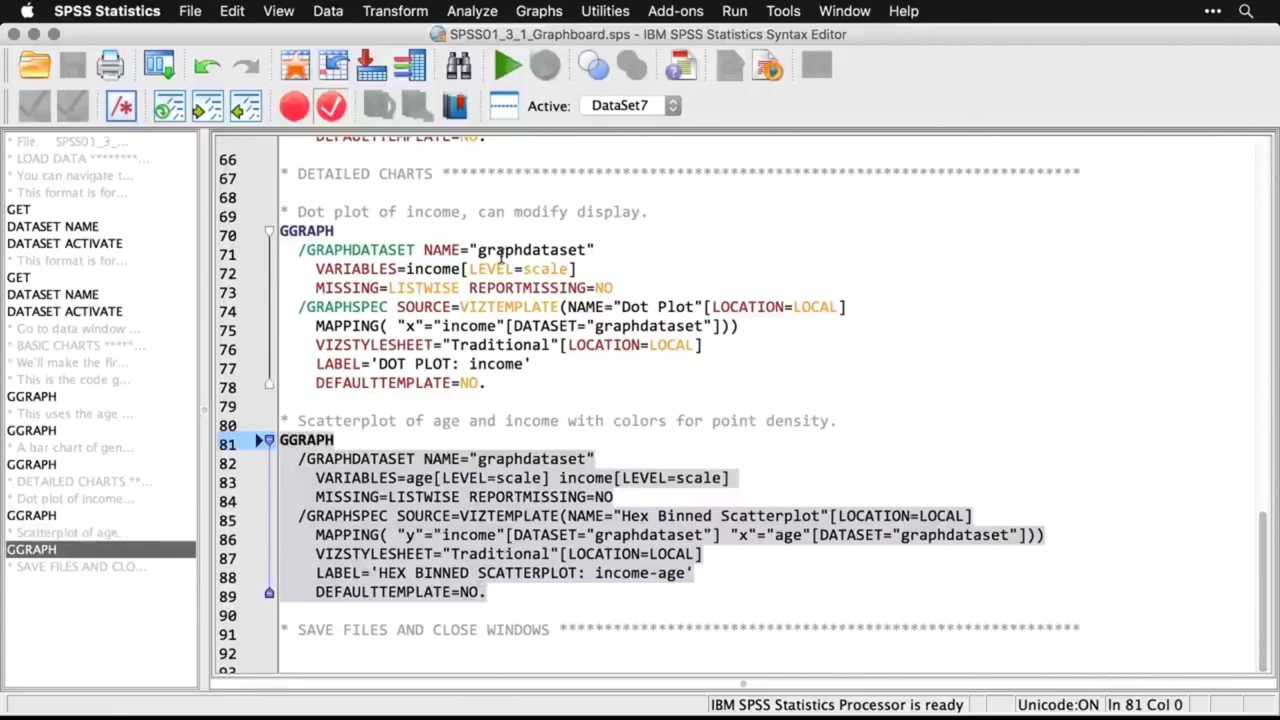 SPSS Statistics File Edit View Data Transform Analyze Graphs Utilities Add-ons Run Tools Window Help
SPSS01_3_1_Graphboard.sps - IBM SPSS Statistics Syntax Editor
Active: DataSet7
* File. SPSS01_3_...
* LOAD DATA ********...
* You can navigate t...
* This format is for...
GET
DATASET NAME
DATASET ACTIVATE
* This format is for...
GET
DATASET NAME
DATASET ACTIVATE
* Go to data window ...
* BASIC CHARTS *****...
* We'll make the fir...
* This is the code g...
GGRAPH
* This uses the age ...
GGRAPH
* A bar chart of gen...
GGRAPH
* DETAILED CHARTS **...
* Dot plot of income...
GGRAPH
* Scatterplot of age...
GGRAPH
* SAVE FILES AND CLO...
DEFAULTTEMPLATE=NO.
66
67 * DETAILED CHARTS ***********************************************************************
68
69 * Dot plot of income, can modify display.
70 GGRAPH
71 /GRAPHDATASET NAME="graphdataset"
72 VARIABLES=income[LEVEL=scale]
73 MISSING=LISTWISE REPORTMISSING=NO
74 /GRAPHSPEC SOURCE=VIZTEMPLATE(NAME="Dot Plot"[LOCATION=LOCAL]
75 MAPPING( "x"="income"[DATASET="graphdataset"]))
76 VIZSTYLESHEET="Traditional"[LOCATION=LOCAL]
77 LABEL='DOT PLOT: income'
78 DEFAULTTEMPLATE=NO.
79
80 * Scatterplot of age and income with colors for point density.
81 GGRAPH
82 /GRAPHDATASET NAME="graphdataset"
83 VARIABLES=age[LEVEL=scale] income[LEVEL=scale]
84 MISSING=LISTWISE REPORTMISSING=NO
85 /GRAPHSPEC SOURCE=VIZTEMPLATE(NAME="Hex Binned Scatterplot"[LOCATION=LOCAL]
86 MAPPING( "y"="income"[DATASET="graphdataset"] "x"="age"[DATASET="graphdataset"]))
87 VIZSTYLESHEET="Traditional"[LOCATION=LOCAL]
88 LABEL='HEX BINNED SCATTERPLOT: income-age'
89 DEFAULTTEMPLATE=NO.
90
91 * SAVE FILES AND CLOSE WINDOWS **********************************************************
92
93
IBM SPSS Statistics Processor is ready Unicode:ON In 81 Col 0